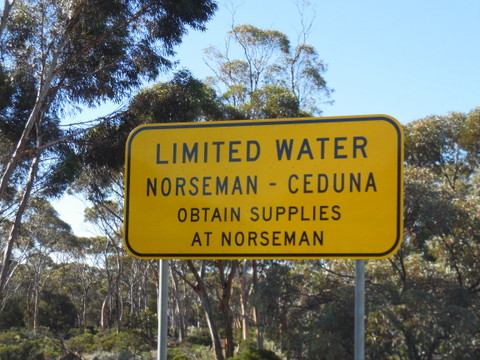 LIMITED WATER
NORSEMAN - CEDUNA
OBTAIN SUPPLIES
AT NORSEMAN